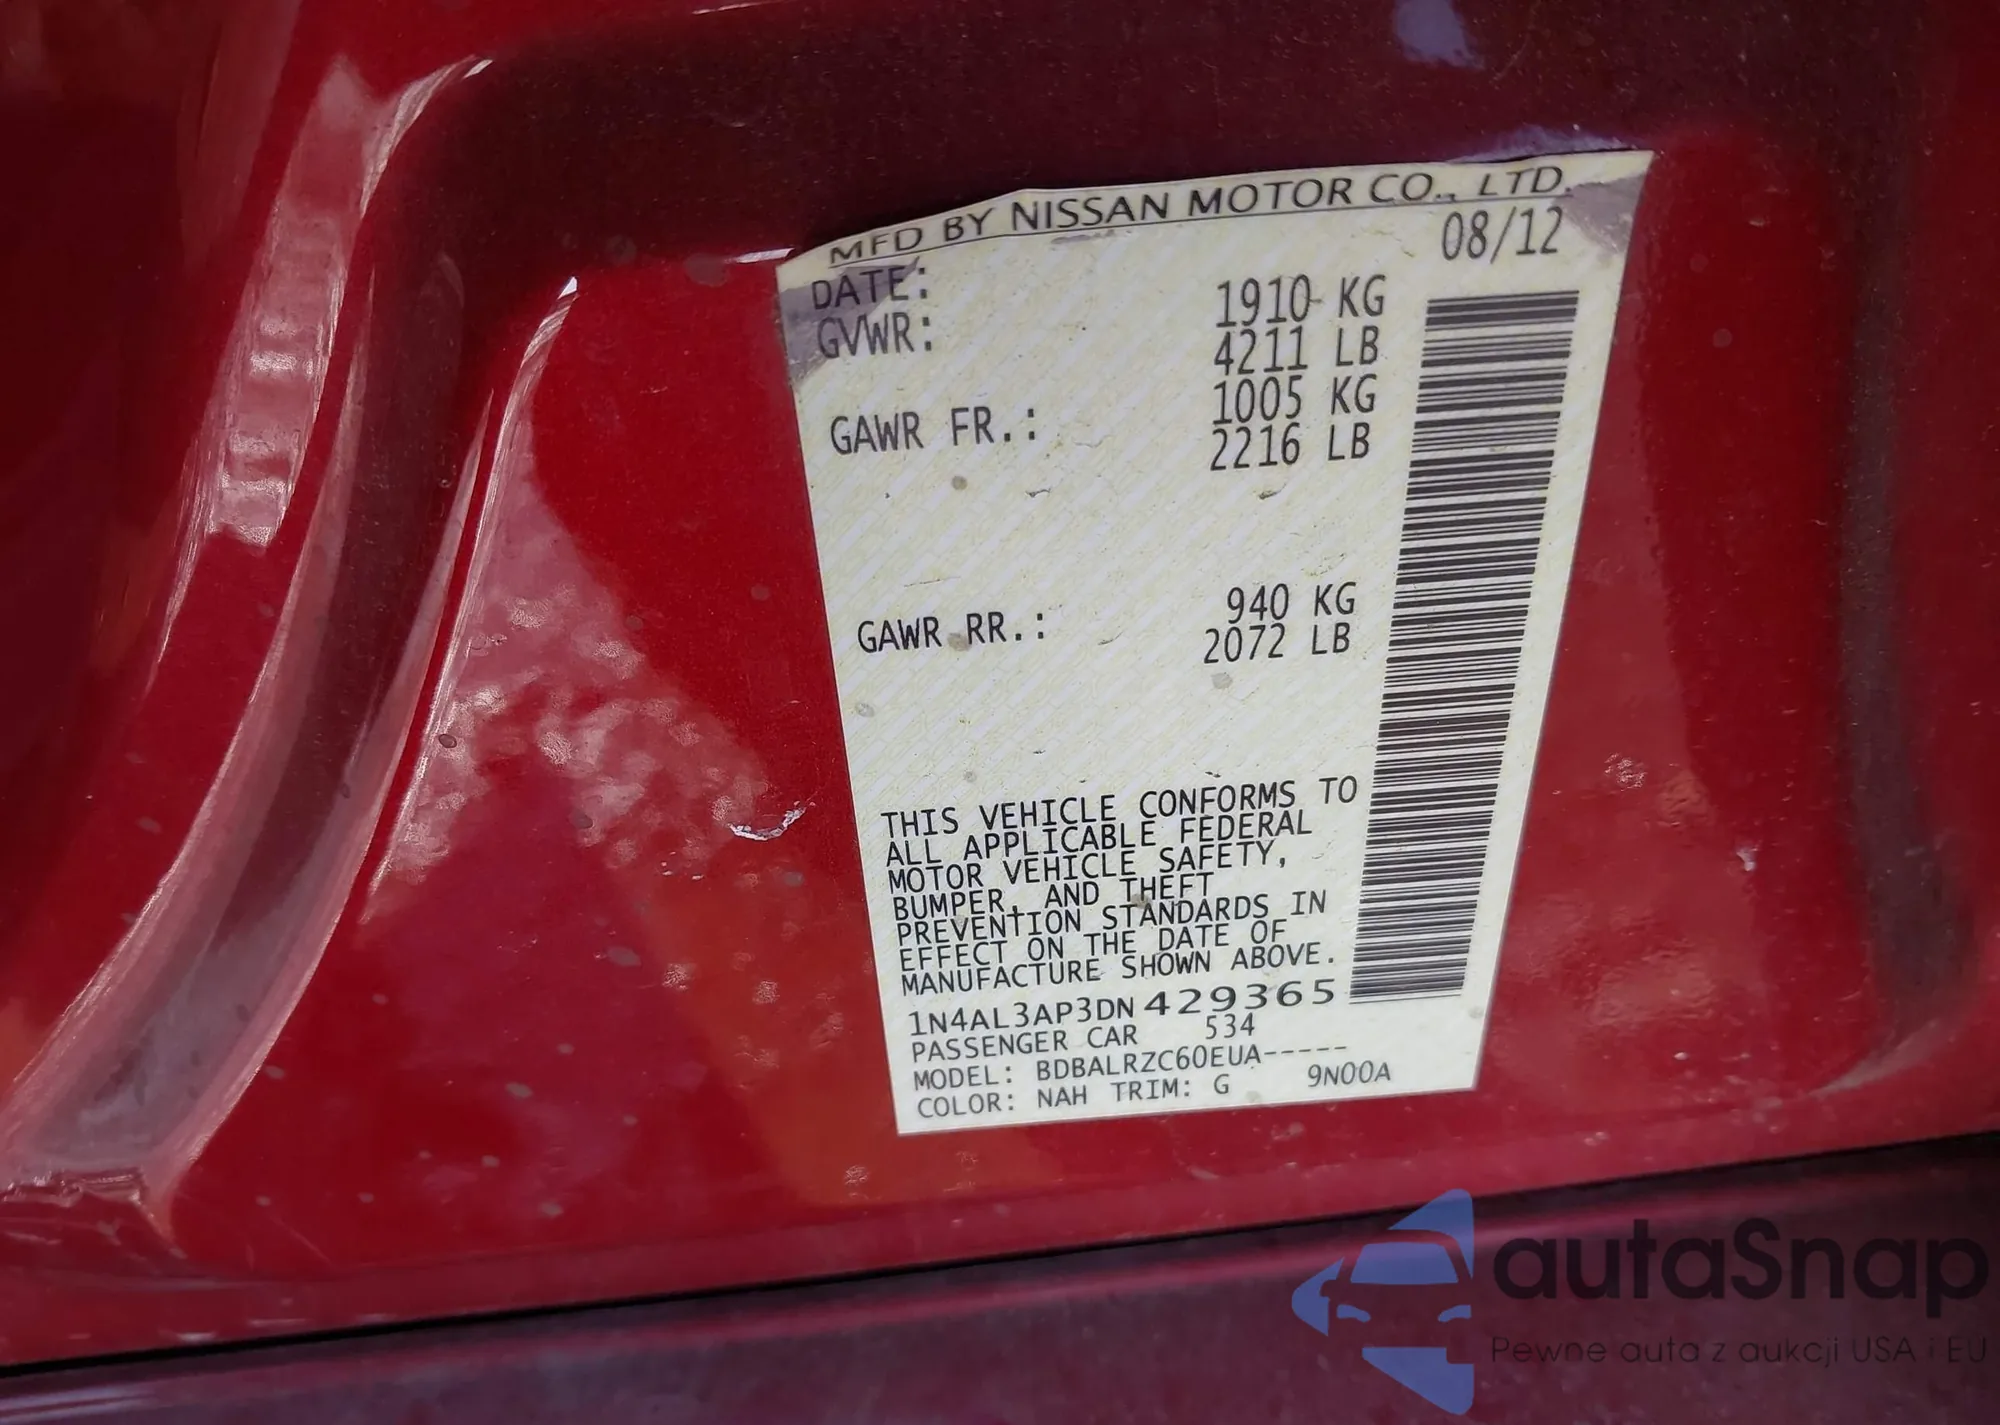 MFD BY NISSAN MOTOR CO., LTD.
DATE: 08/12
GVWR: 1910 KG
4211 LB
GAWR FR.: 1005 KG
2216 LB
GAWR RR.: 940 KG
2072 LB
THIS VEHICLE CONFORMS TO
ALL APPLICABLE FEDERAL
MOTOR VEHICLE SAFETY,
BUMPER, AND THEFT
PREVENTION STANDARDS IN
EFFECT ON THE DATE OF
MANUFACTURE SHOWN ABOVE.
1N4AL3AP3DN429365
PASSENGER CAR 534
MODEL: BDBALRZC60EUA-----
COLOR: NAH TRIM: G 9N00A
autaSnap
Pewne auta z aukcji USA i EU